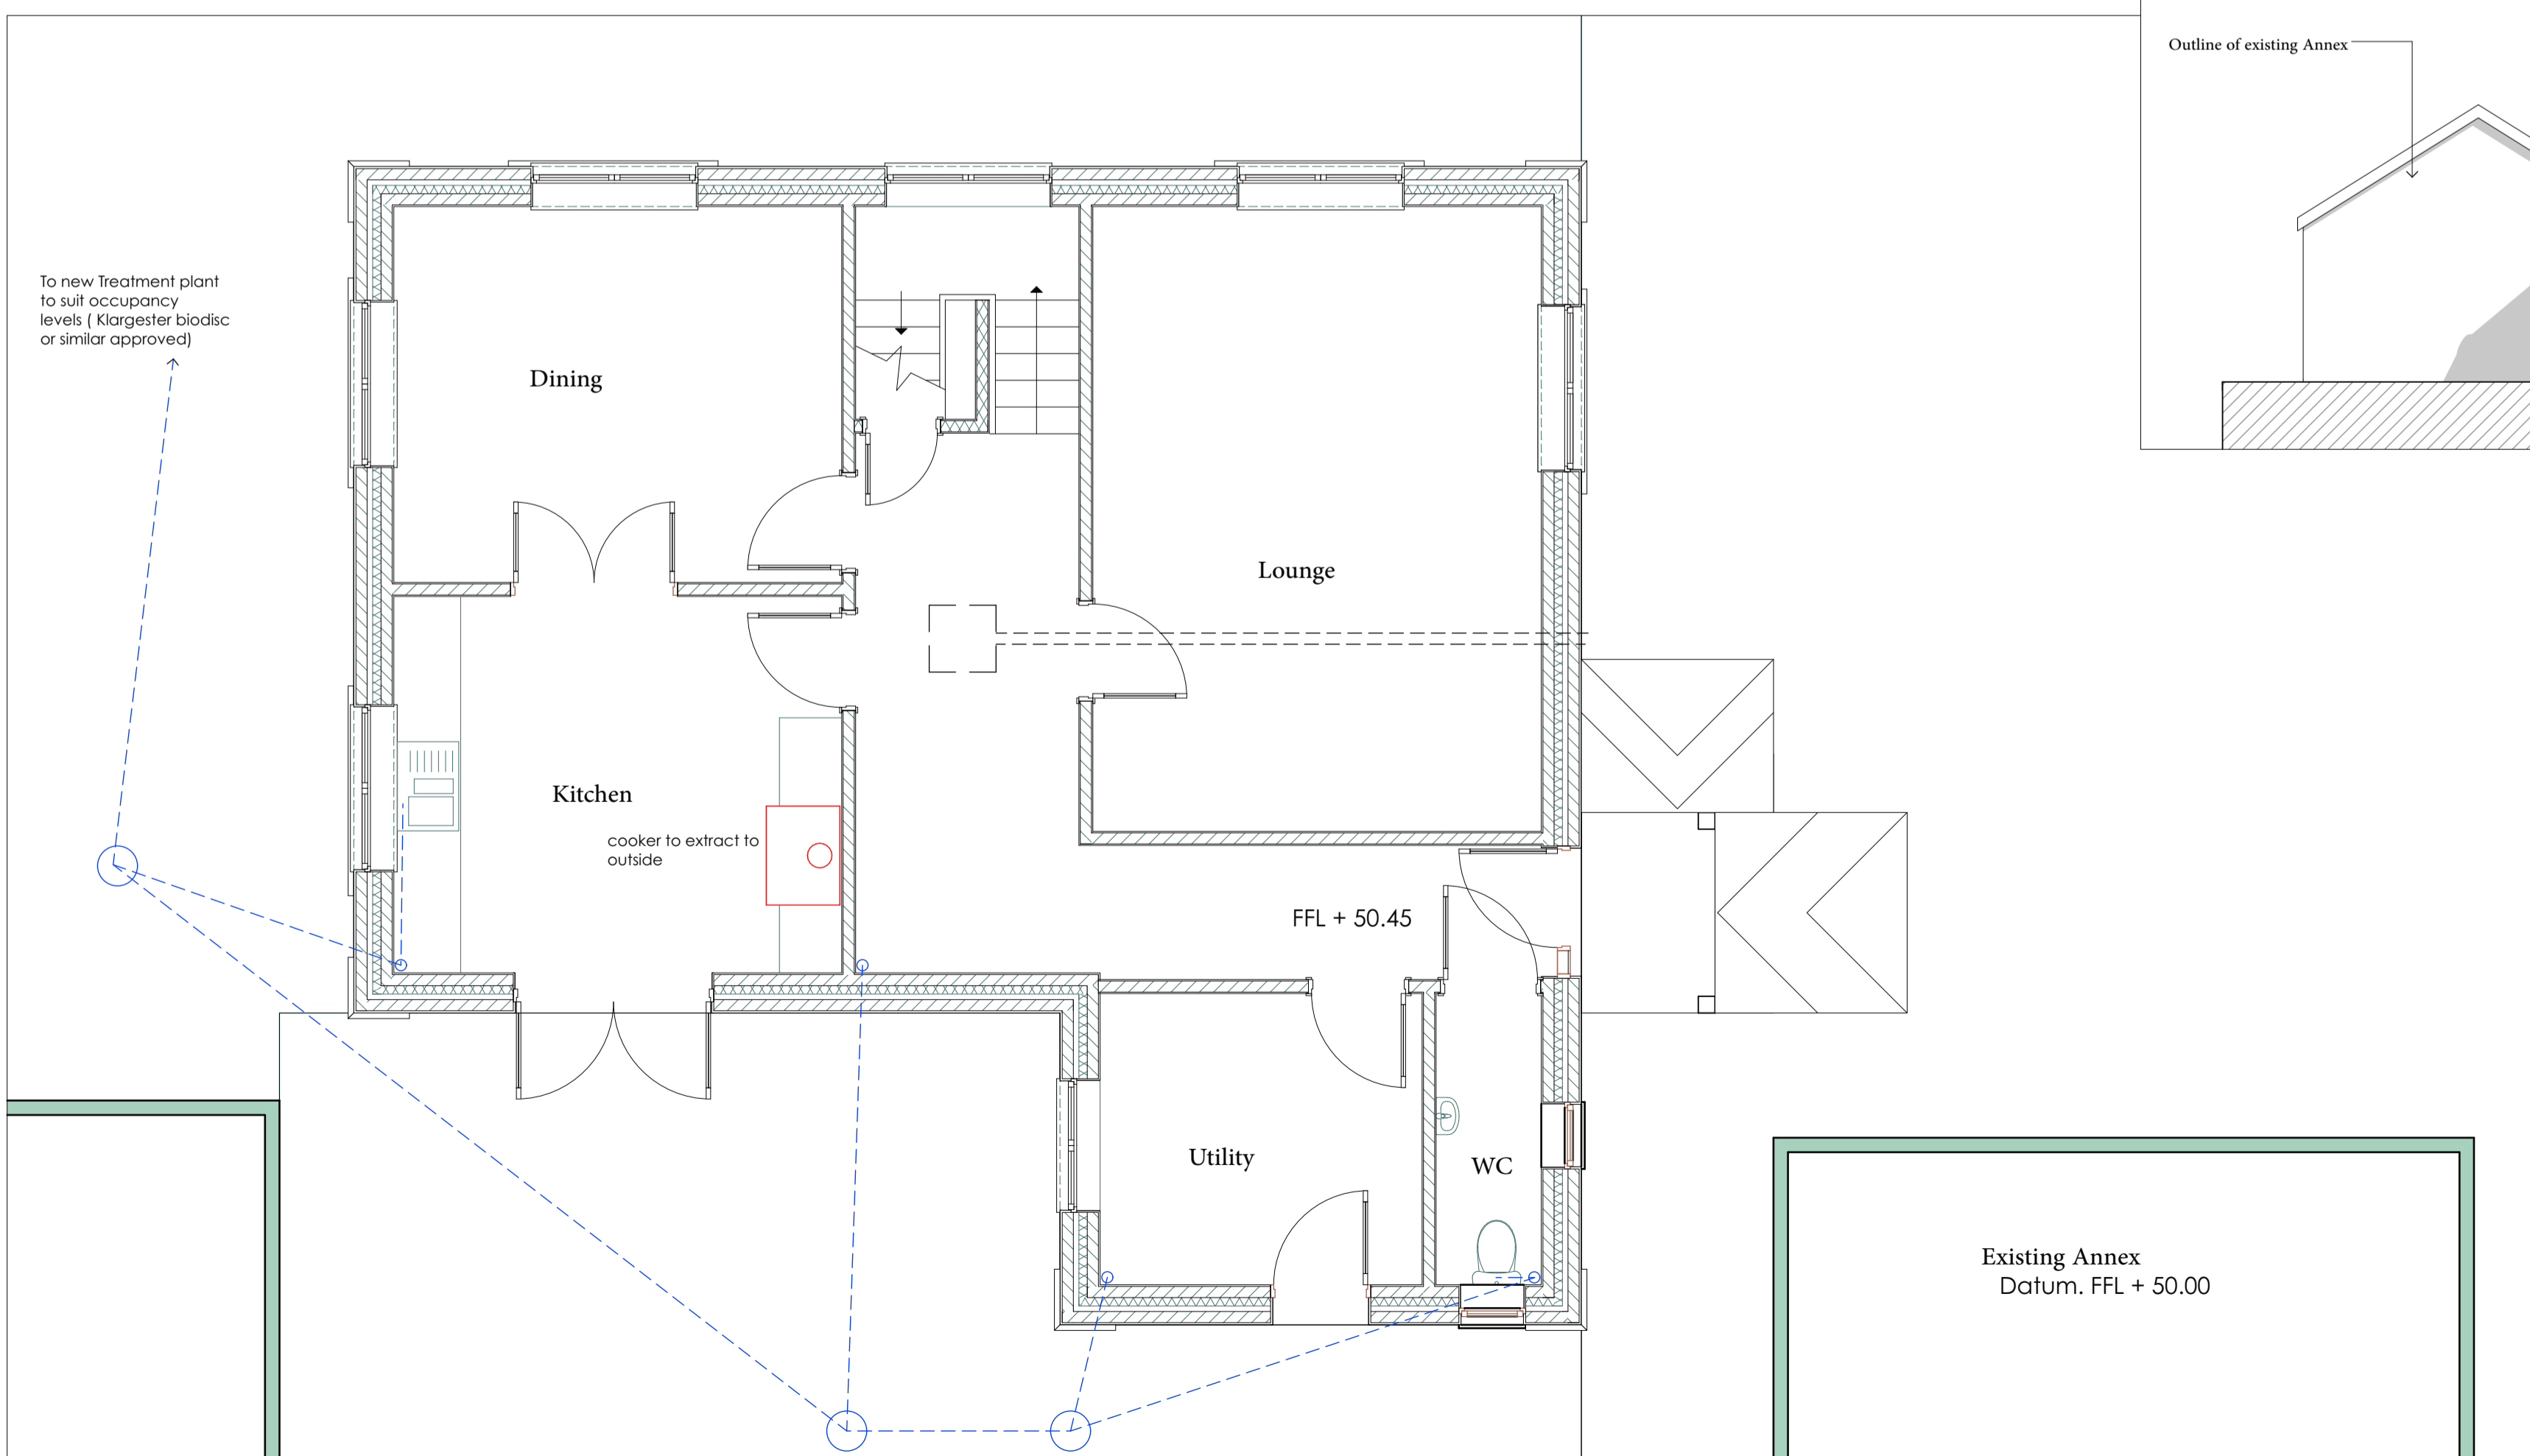 Outline of existing Annex
To new Treatment plant
to suit occupancy
levels ( Klargester biodisc
or similar approved)
Dining
Lounge
Kitchen
cooker to extract to
outside
FFL + 50.45
Utility
WC
Existing Annex
Datum. FFL + 50.00